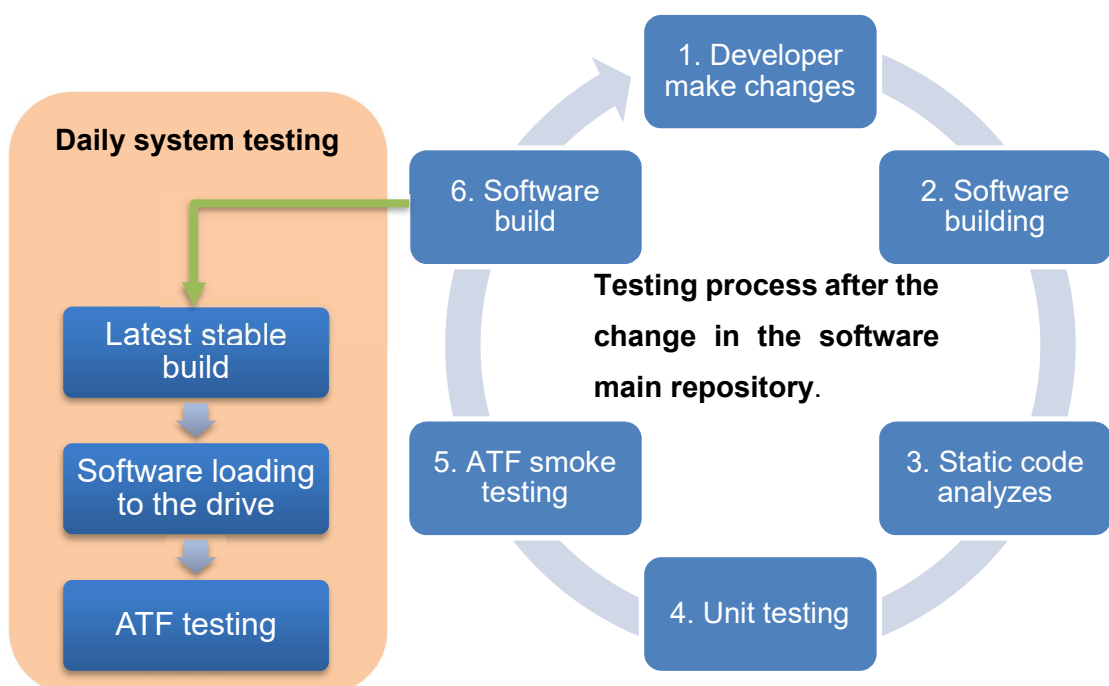 Daily system testing
Latest stable
build
Software loading
to the drive
ATF testing
1. Developer
make changes
2. Software
building
3. Static code
analyzes
4. Unit testing
5. ATF smoke
testing
6. Software
build
Testing process after the
change in the software
main repository.